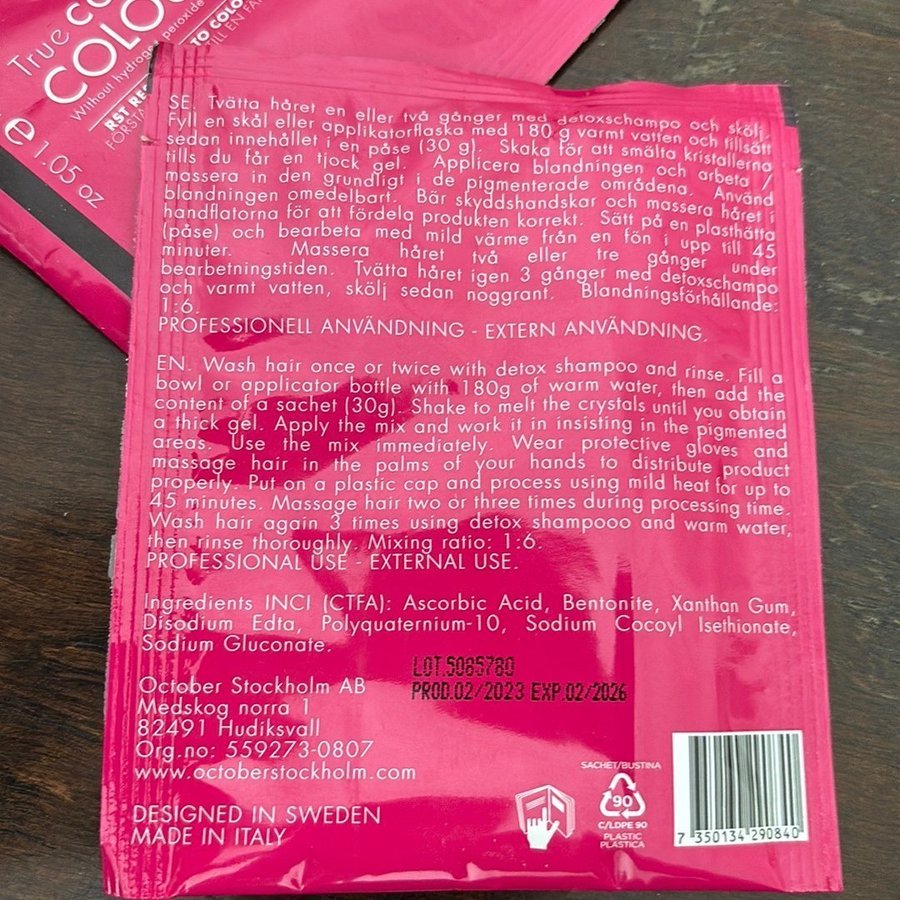 True CO
COLOU
Without hydrogen peroxide
RST RE
TO COLO
FÖRSTA
TILL EN FÄ
e 1.05 oz
SE. Tvätta håret en eller två gånger med detoxschampo och skölj.
Fyll en skål eller applikatorflaska med 180 g varmt vatten och tillsätt
sedan innehållet i en påse (30 g). Skaka för att smälta kristallerna
tills du får en tjock gel. Applicera blandningen och arbeta /
massera in den grundligt i de pigmenterade områdena. Använd
blandningen omedelbart. Bär skyddshandskar och massera håret i
handflatorna för att fördela produkten korrekt. Sätt på en plasthätta
(påse) och bearbeta med mild värme från en fön i upp till 45
minuter. Massera håret två eller tre gånger under
bearbetningstiden. Tvätta håret igen 3 gånger med detoxschampo
och varmt vatten, skölj sedan noggrant. Blandningsförhållande:
1:6.
PROFESSIONELL ANVÄNDNING - EXTERN ANVÄNDNING.
EN. Wash hair once or twice with detox shampoo and rinse. Fill a
bowl or applicator bottle with 180g of warm water, then add the
content of a sachet (30g). Shake to melt the crystals until you obtain
a thick gel. Apply the mix and work it in insisting in the pigmented
areas. Use the mix immediately. Wear protective gloves and
massage hair in the palms of your hands to distribute product
properly. Put on a plastic cap and process using mild heat for up to
45 minutes. Massage hair two or three times during processing time.
Wash hair again 3 times using detox shampooo and warm water,
then rinse thoroughly. Mixing ratio: 1:6.
PROFESSIONAL USE - EXTERNAL USE.
Ingredients INCI (CTFA): Ascorbic Acid, Bentonite, Xanthan Gum,
Disodium Edta, Polyquaternium-10, Sodium Cocoyl Isethionate,
Sodium Gluconate.
LOT.5085780
PROD.02/2023 EXP.02/2026
October Stockholm AB
Medskog norra 1
82491 Hudiksvall
Org.no: 559273-0807
www.octoberstockholm.com
DESIGNED IN SWEDEN
MADE IN ITALY
SACHET/BUSTINA
90
C/LDPE 90
PLASTIC
PLASTICA
7 350134 290840